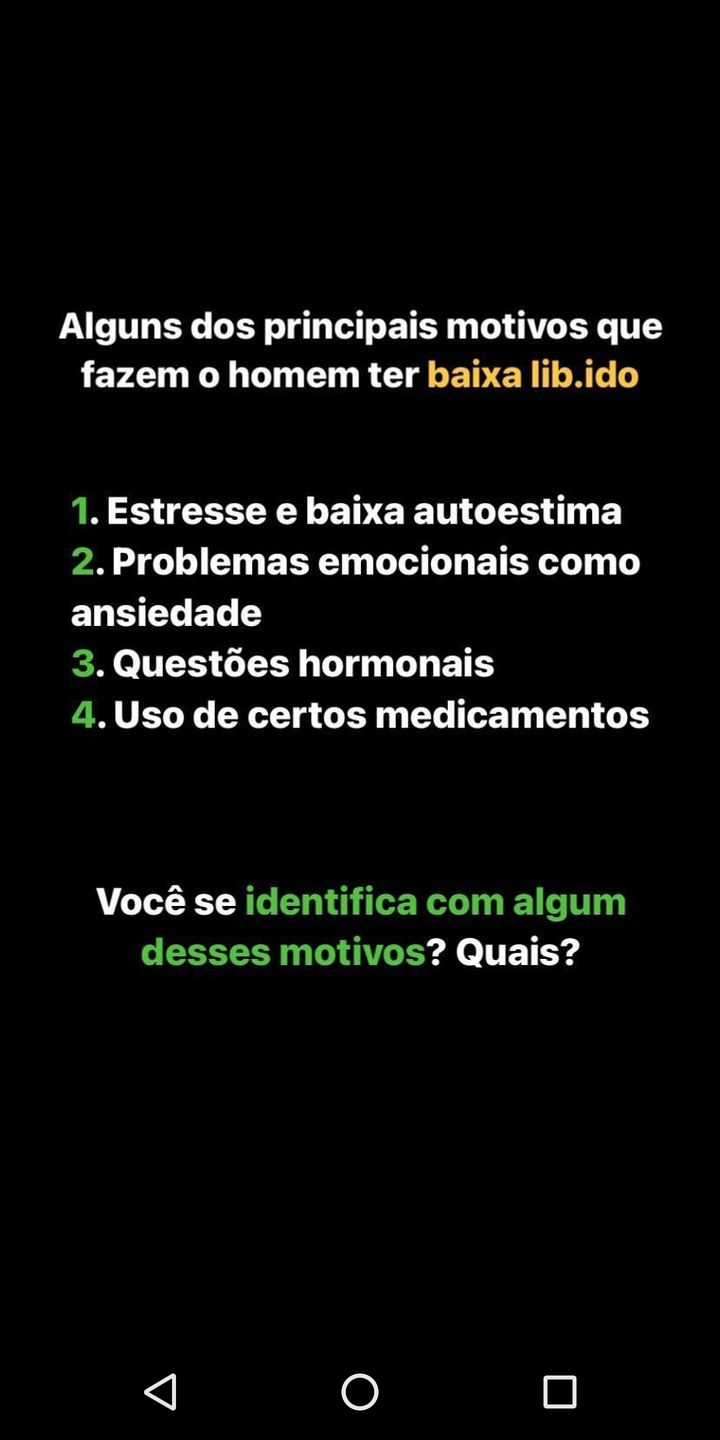 Alguns dos principais motivos que
fazem o homem ter baixa lib.ido
1. Estresse e baixa autoestima
2. Problemas emocionais como
ansiedade
3. Questões hormonais
4. Uso de certos medicamentos
Você se identifica com algum
desses motivos? Quais?